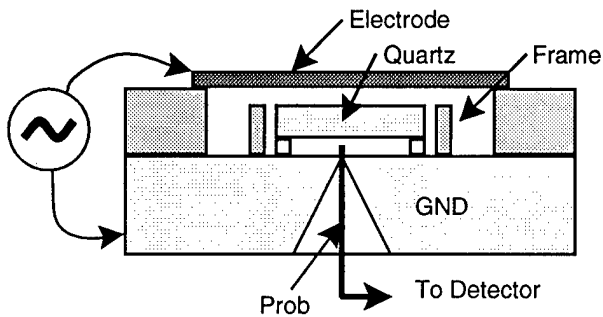 Electrode
Quartz
Frame
GND
Prob
To Detector